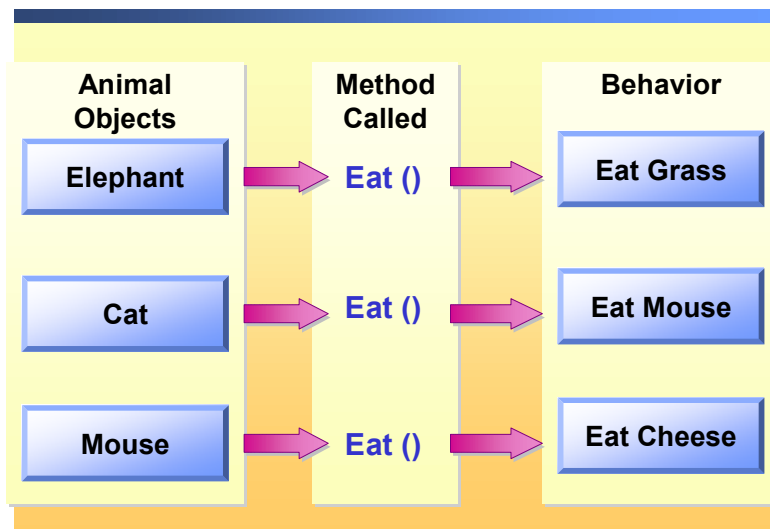 Animal
Objects
Method
Called
Behavior
Elephant
Eat ()
Eat Grass
Cat
Eat ()
Eat Mouse
Mouse
Eat ()
Eat Cheese